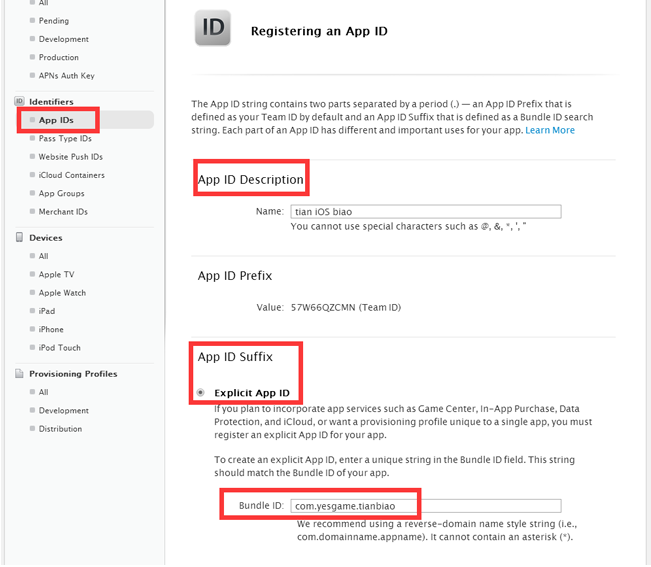 All
Pending
Development
Production
APNs Auth Key
ID Identifiers
App IDs
Pass Type IDs
Website Push IDs
iCloud Containers
App Groups
Merchant IDs
Devices
All
Apple TV
Apple Watch
iPad
iPhone
iPod Touch
Provisioning Profiles
All
Development
Distribution
ID Registering an App ID
The App ID string contains two parts separated by a period (.) — an App ID Prefix that is
defined as your Team ID by default and an App ID Suffix that is defined as a Bundle ID search
string. Each part of an App ID has different and important uses for your app. Learn More
App ID Description
Name: tian iOS biao
You cannot use special characters such as @, &, *, ', "
App ID Prefix
Value: 57W66QZCMN (Team ID)
App ID Suffix
Explicit App ID
If you plan to incorporate app services such as Game Center, In-App Purchase, Data
Protection, and iCloud, or want a provisioning profile unique to a single app, you must
register an explicit App ID for your app.
To create an explicit App ID, enter a unique string in the Bundle ID field. This string
should match the Bundle ID of your app.
Bundle ID: com.yesgame.tianbiao
We recommend using a reverse-domain name style string (i.e.,
com.domainname.appname). It cannot contain an asterisk (*).